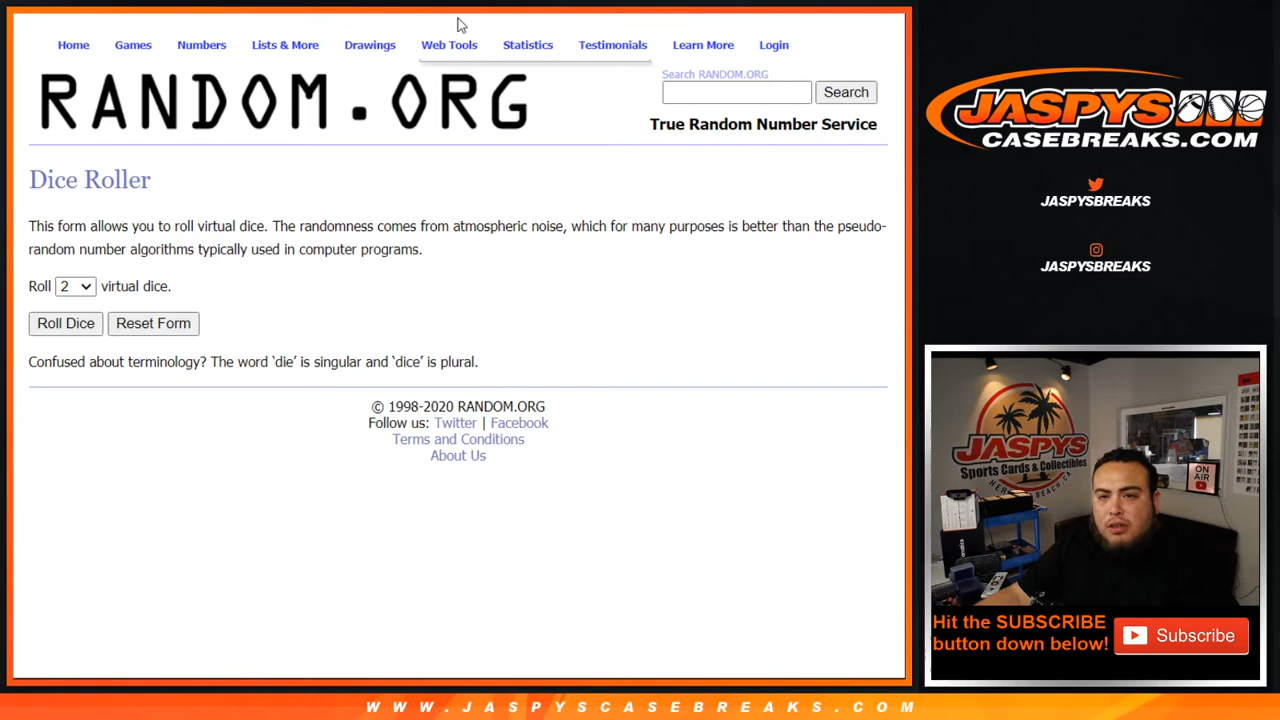 Home Games Numbers Lists & More Drawings Web Tools Statistics Testimonials Learn More Login
RANDOM.ORG
Search RANDOM.ORG
Search
True Random Number Service
Dice Roller
This form allows you to roll virtual dice. The randomness comes from atmospheric noise, which for many purposes is better than the pseudo-
random number algorithms typically used in computer programs.
Roll 2 virtual dice.
Roll Dice Reset Form
Confused about terminology? The word ‘die’ is singular and ‘dice’ is plural.
© 1998-2020 RANDOM.ORG
Follow us: Twitter | Facebook
Terms and Conditions
About Us
JASPYS
CASEBREAKS.COM
JASPYSBREAKS
JASPYSBREAKS
JASPYS
Sports Cards & Collectibles
ON
AIR
Hit the SUBSCRIBE
button down below!
Subscribe
WWW.JASPYSCASEBREAKS.COM